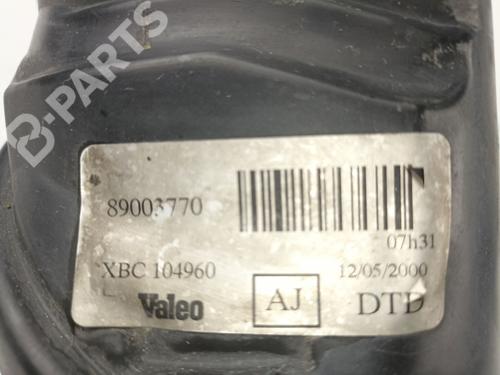 B-PARTS
89003770
07h31
XBC 104960
12/05/2000
Valeo
AJ
DTD